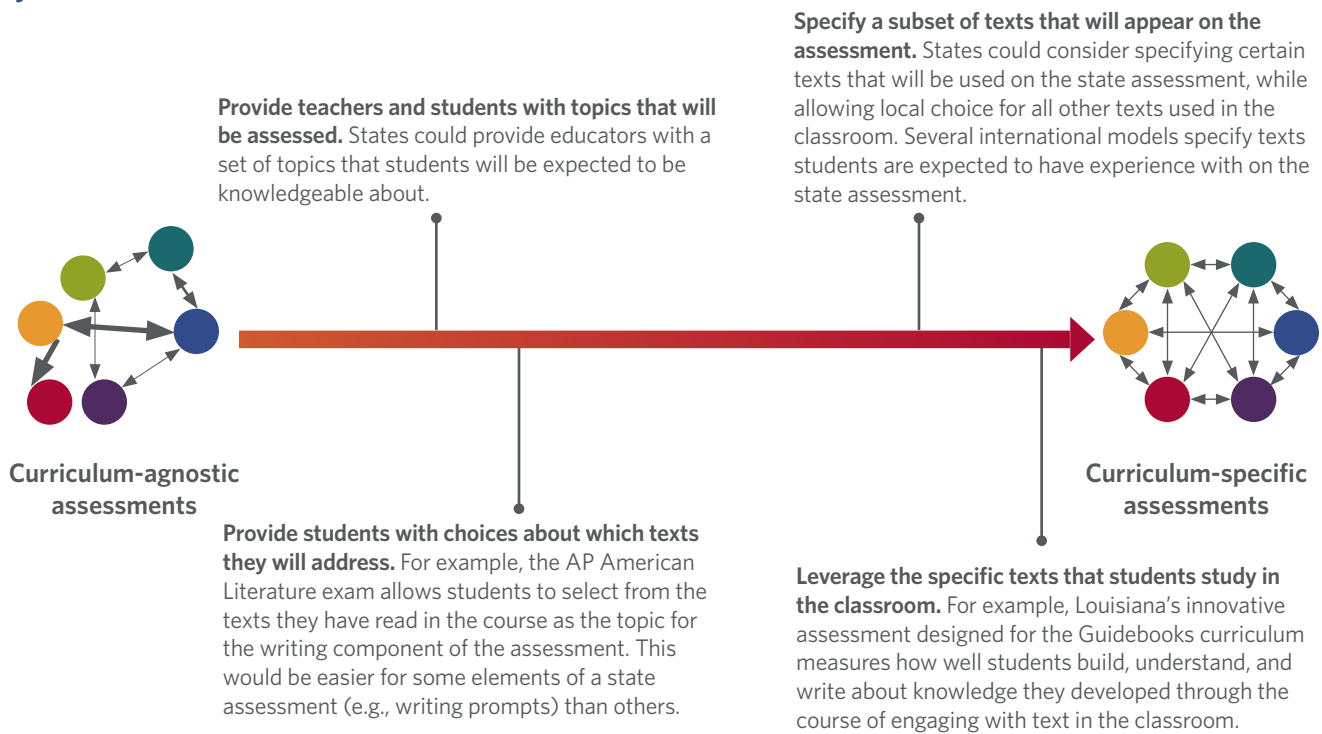 Provide teachers and students with topics that will
be assessed. States could provide educators with a
set of topics that students will be expected to be
knowledgeable about.
Specify a subset of texts that will appear on the
assessment. States could consider specifying certain
texts that will be used on the state assessment, while
allowing local choice for all other texts used in the
classroom. Several international models specify texts
students are expected to have experience with on the
state assessment.
Curriculum-agnostic
assessments
Curriculum-specific
assessments
Provide students with choices about which texts
they will address. For example, the AP American
Literature exam allows students to select from the
texts they have read in the course as the topic for
the writing component of the assessment. This
would be easier for some elements of a state
assessment (e.g., writing prompts) than others.
Leverage the specific texts that students study in
the classroom. For example, Louisiana’s innovative
assessment designed for the Guidebooks curriculum
measures how well students build, understand, and
write about knowledge they developed through the
course of engaging with text in the classroom.